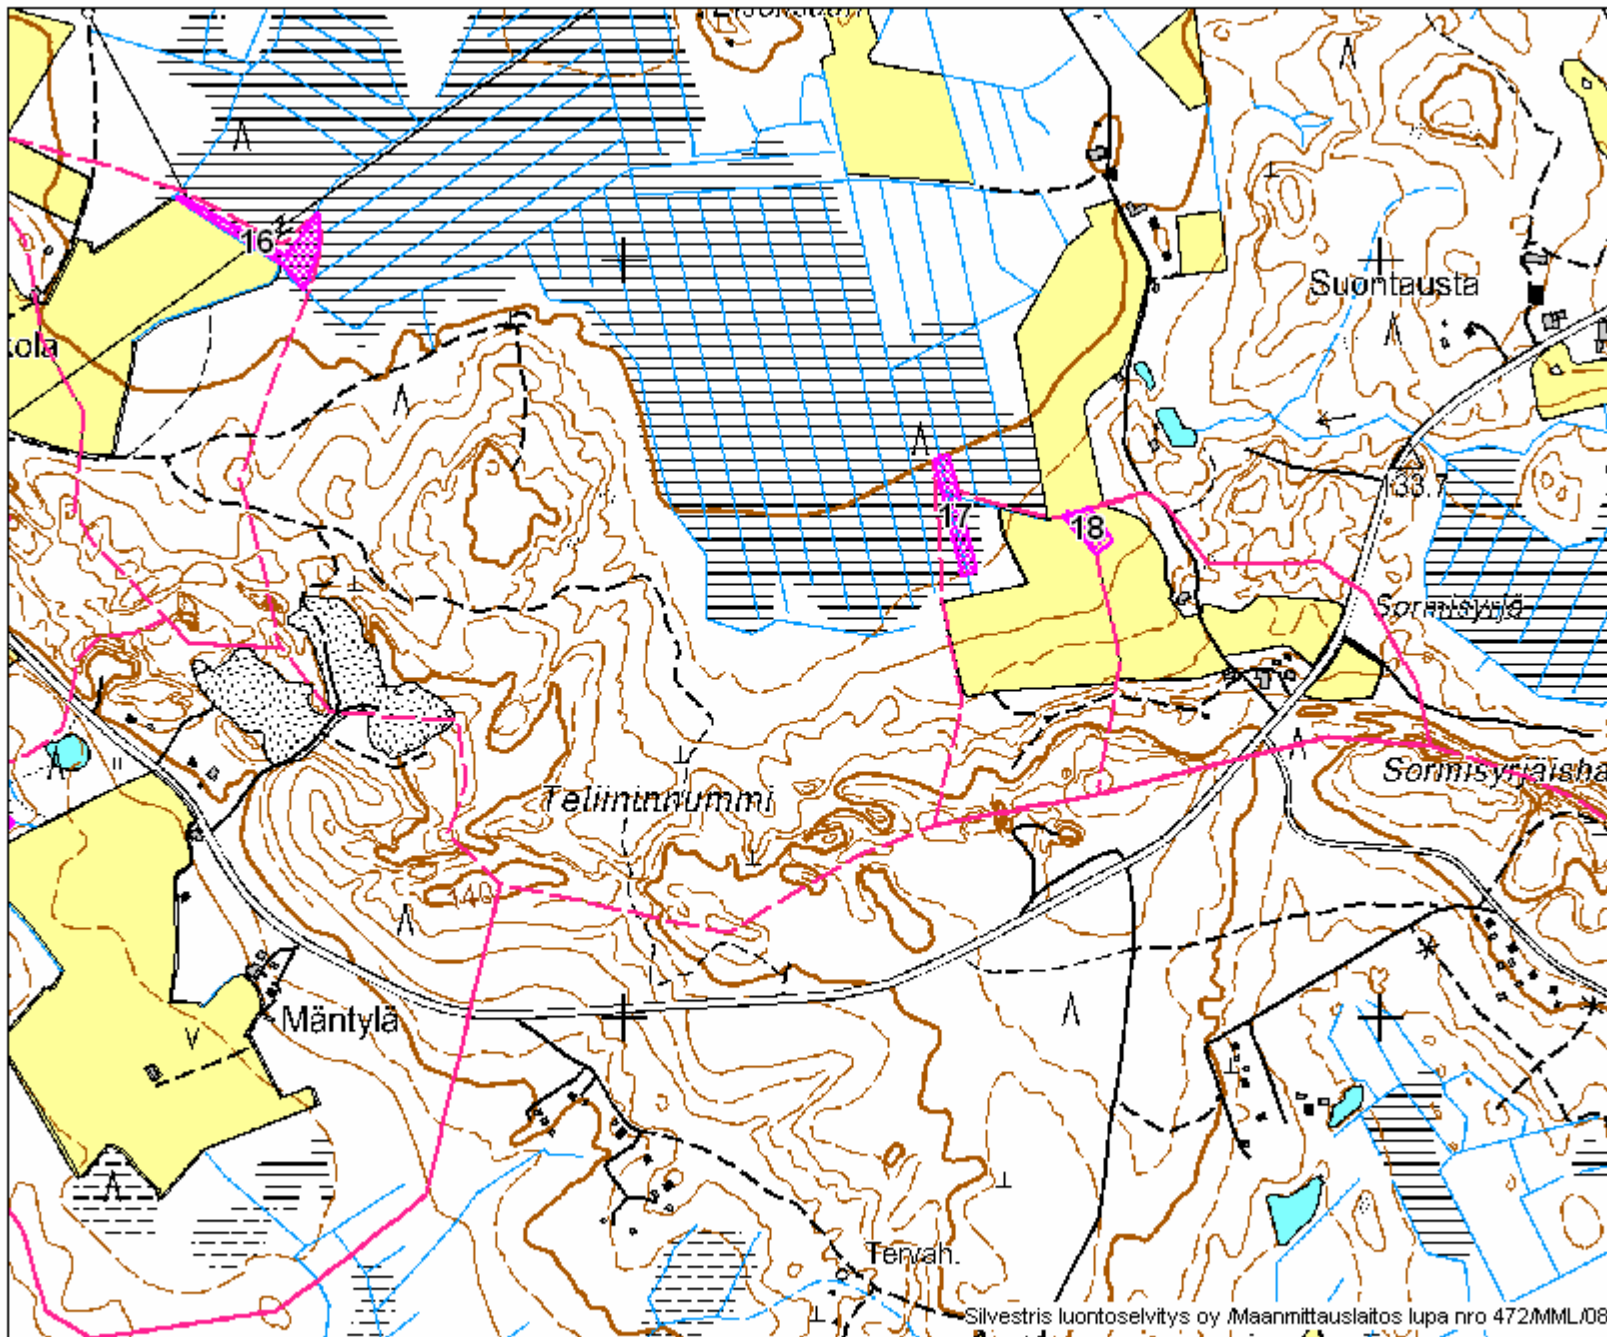 16
Suontausta
kola
133.7
17
18
Sormisyrjä
Sormisyrjäisha
Teliininnummi
140
Mäntylä
Tervah.
Silvestris luontoselvitys oy /Maanmittauslaitos lupa nro 472/MML/08